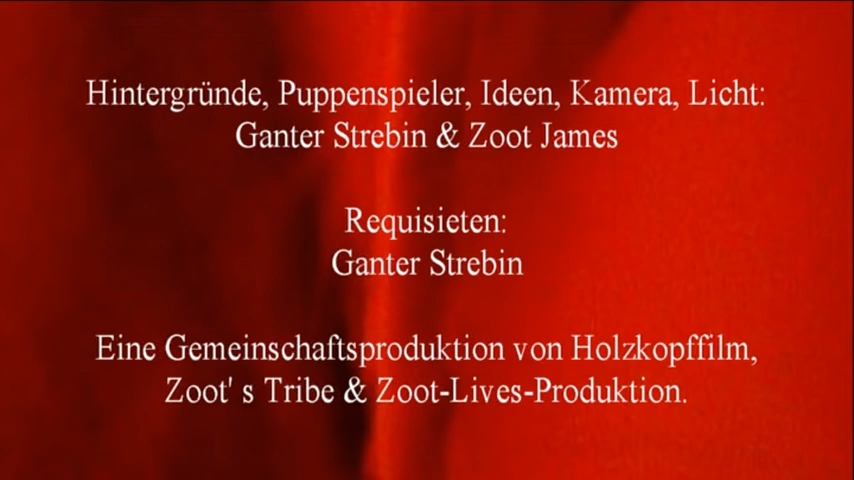 Hintergründe, Puppenspieler, Ideen, Kamera, Licht:
Ganter Strebin & Zoot James
Requisieten:
Ganter Strebin
Eine Gemeinschaftsproduktion von Holzkopffilm,
Zoot' s Tribe & Zoot-Lives-Produktion.